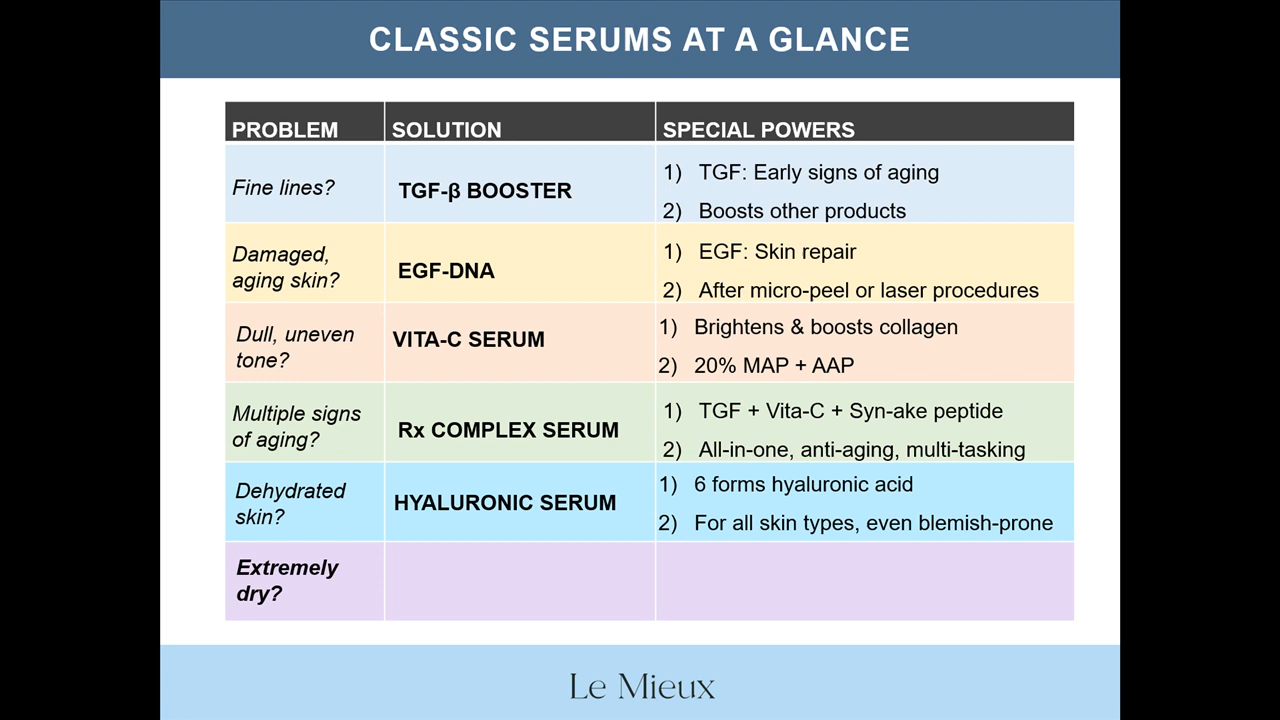 CLASSIC SERUMS AT A GLANCE
PROBLEM SOLUTION SPECIAL POWERS
Fine lines?
TGF-β BOOSTER
1) TGF: Early signs of aging
2) Boosts other products
Damaged,
aging skin?
EGF-DNA
1) EGF: Skin repair
2) After micro-peel or laser procedures
Dull, uneven
tone?
VITA-C SERUM
1) Brightens & boosts collagen
2) 20% MAP + AAP
Multiple signs
of aging?
Rx COMPLEX SERUM
1) TGF + Vita-C + Syn-ake peptide
2) All-in-one, anti-aging, multi-tasking
Dehydrated
skin?
HYALURONIC SERUM
1) 6 forms hyaluronic acid
2) For all skin types, even blemish-prone
Extremely
dry?
Le Mieux